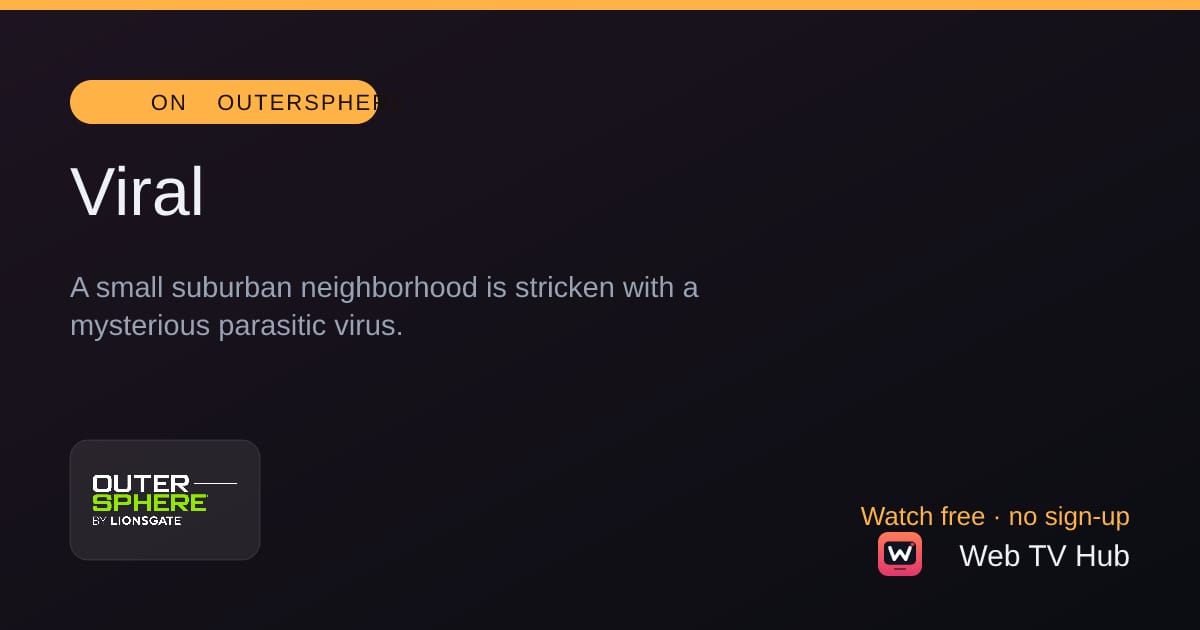 ON OUTERSPHERE
Viral
A small suburban neighborhood is stricken with a
mysterious parasitic virus.
OUTER
SPHERE
BY LIONSGATE
Watch free · no sign-up
W
Web TV Hub